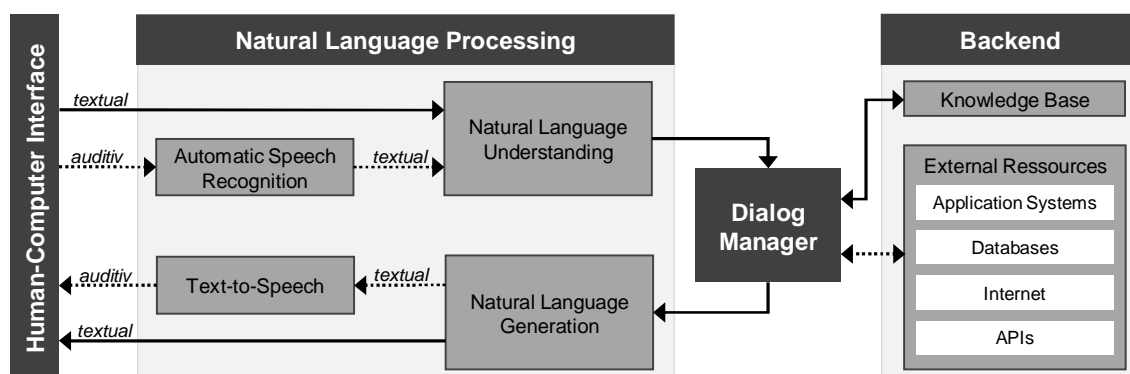 Human-Computer Interface
Natural Language Processing
textual
auditiv
Automatic Speech
Recognition
textual
Natural Language
Understanding
auditiv
Text-to-Speech
textual
Natural Language
Generation
textual
Dialog
Manager
Backend
Knowledge Base
External Ressources
Application Systems
Databases
Internet
APIs